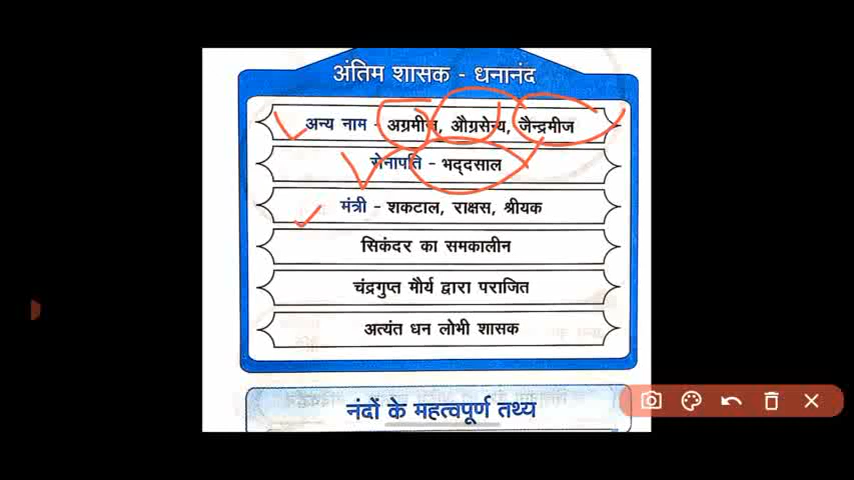 अंतिम शासक - धनानंद
अन्य नाम - अग्रमीस, औग्रसेन्य, जैन्द्रमीज
सेनापति - भद्दसाल
मंत्री - शकटाल, राक्षस, श्रीयक
सिकंदर का समकालीन
चंद्रगुप्त मौर्य द्वारा पराजित
अत्यंत धन लोभी शासक
नंदों के महत्वपूर्ण तथ्य